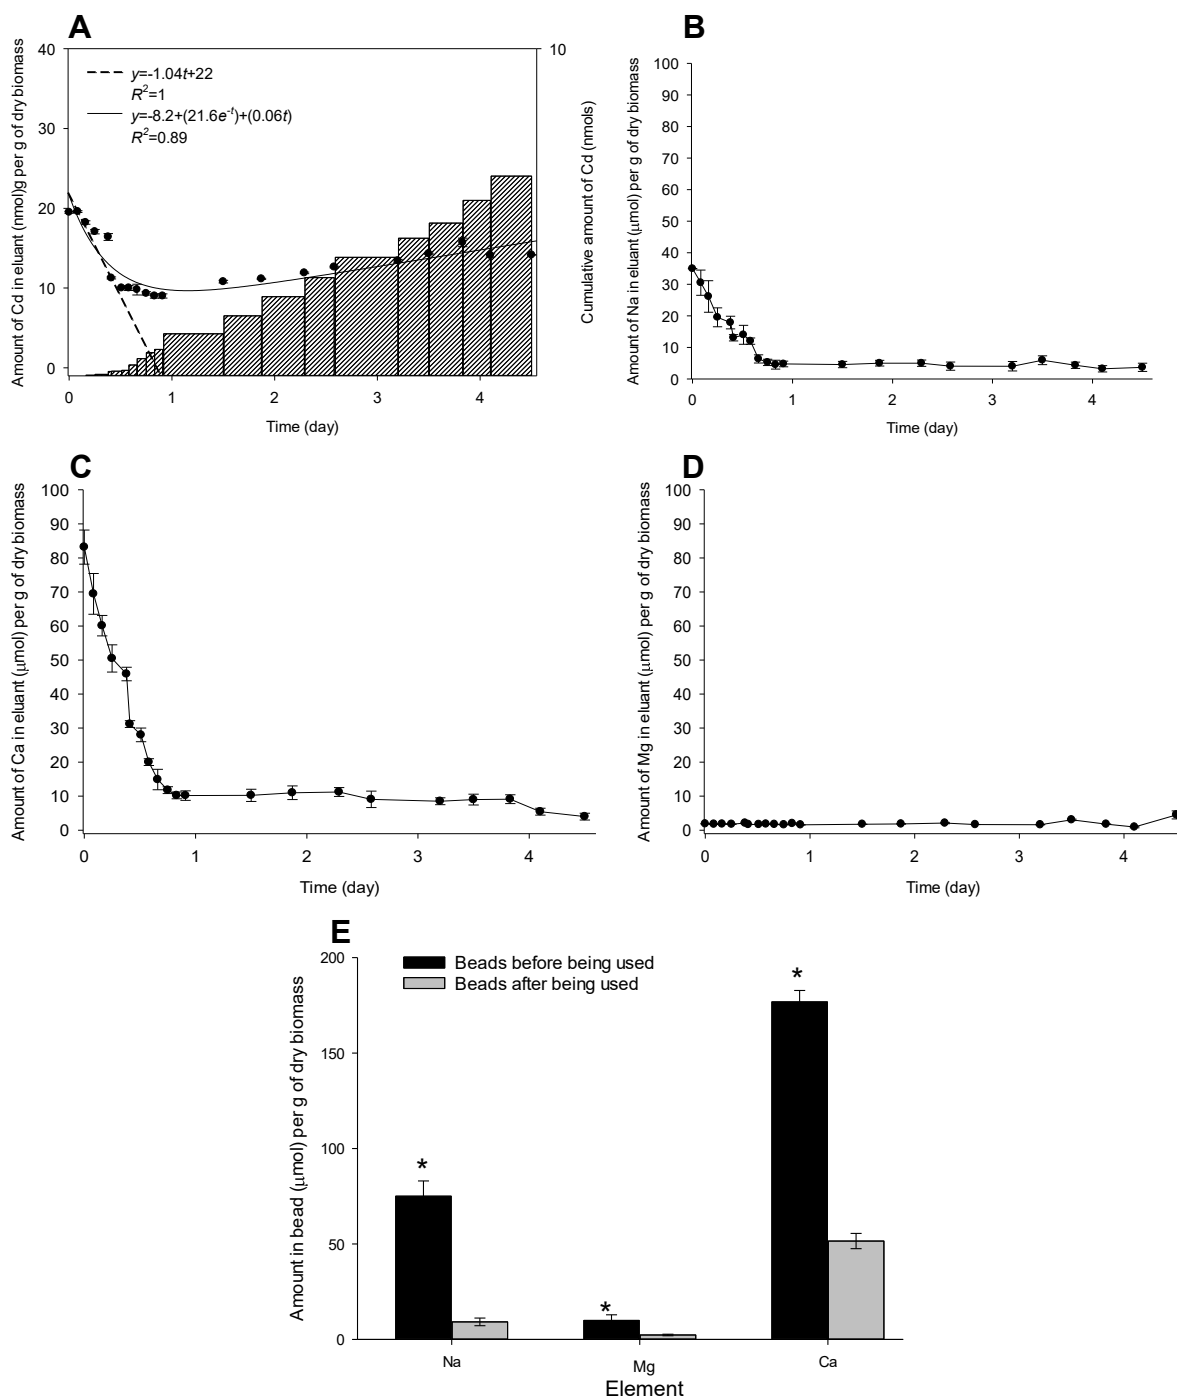 A
Amount of Cd in eluant (nmol)g per g of dry biomass
40
30
20
10
0
y=-1.04t+22
R²=1
y=-8.2+(21.6e⁻ᵗ)+(0.06t)
R²=0.89
10
Cumulative amount of Cd (nmols)
0 1 2 3 4
Time (day)
B
Amount of Na in eluant (μmol) per g of dry biomass
100
90
80
70
60
50
40
30
20
10
0
0 1 2 3 4
Time (day)
C
Amount of Ca in eluant (μmol) per g of dry biomass
100
90
80
70
60
50
40
30
20
10
0
0 1 2 3 4
Time (day)
D
Amount of Mg in eluant (μmol) per g of dry biomass
100
90
80
70
60
50
40
30
20
10
0
0 1 2 3 4
Time (day)
E
Amount in bead (μmol) per g of dry biomass
200
150
100
50
0
Beads before being used
Beads after being used
*
*
*
Na Mg Ca
Element